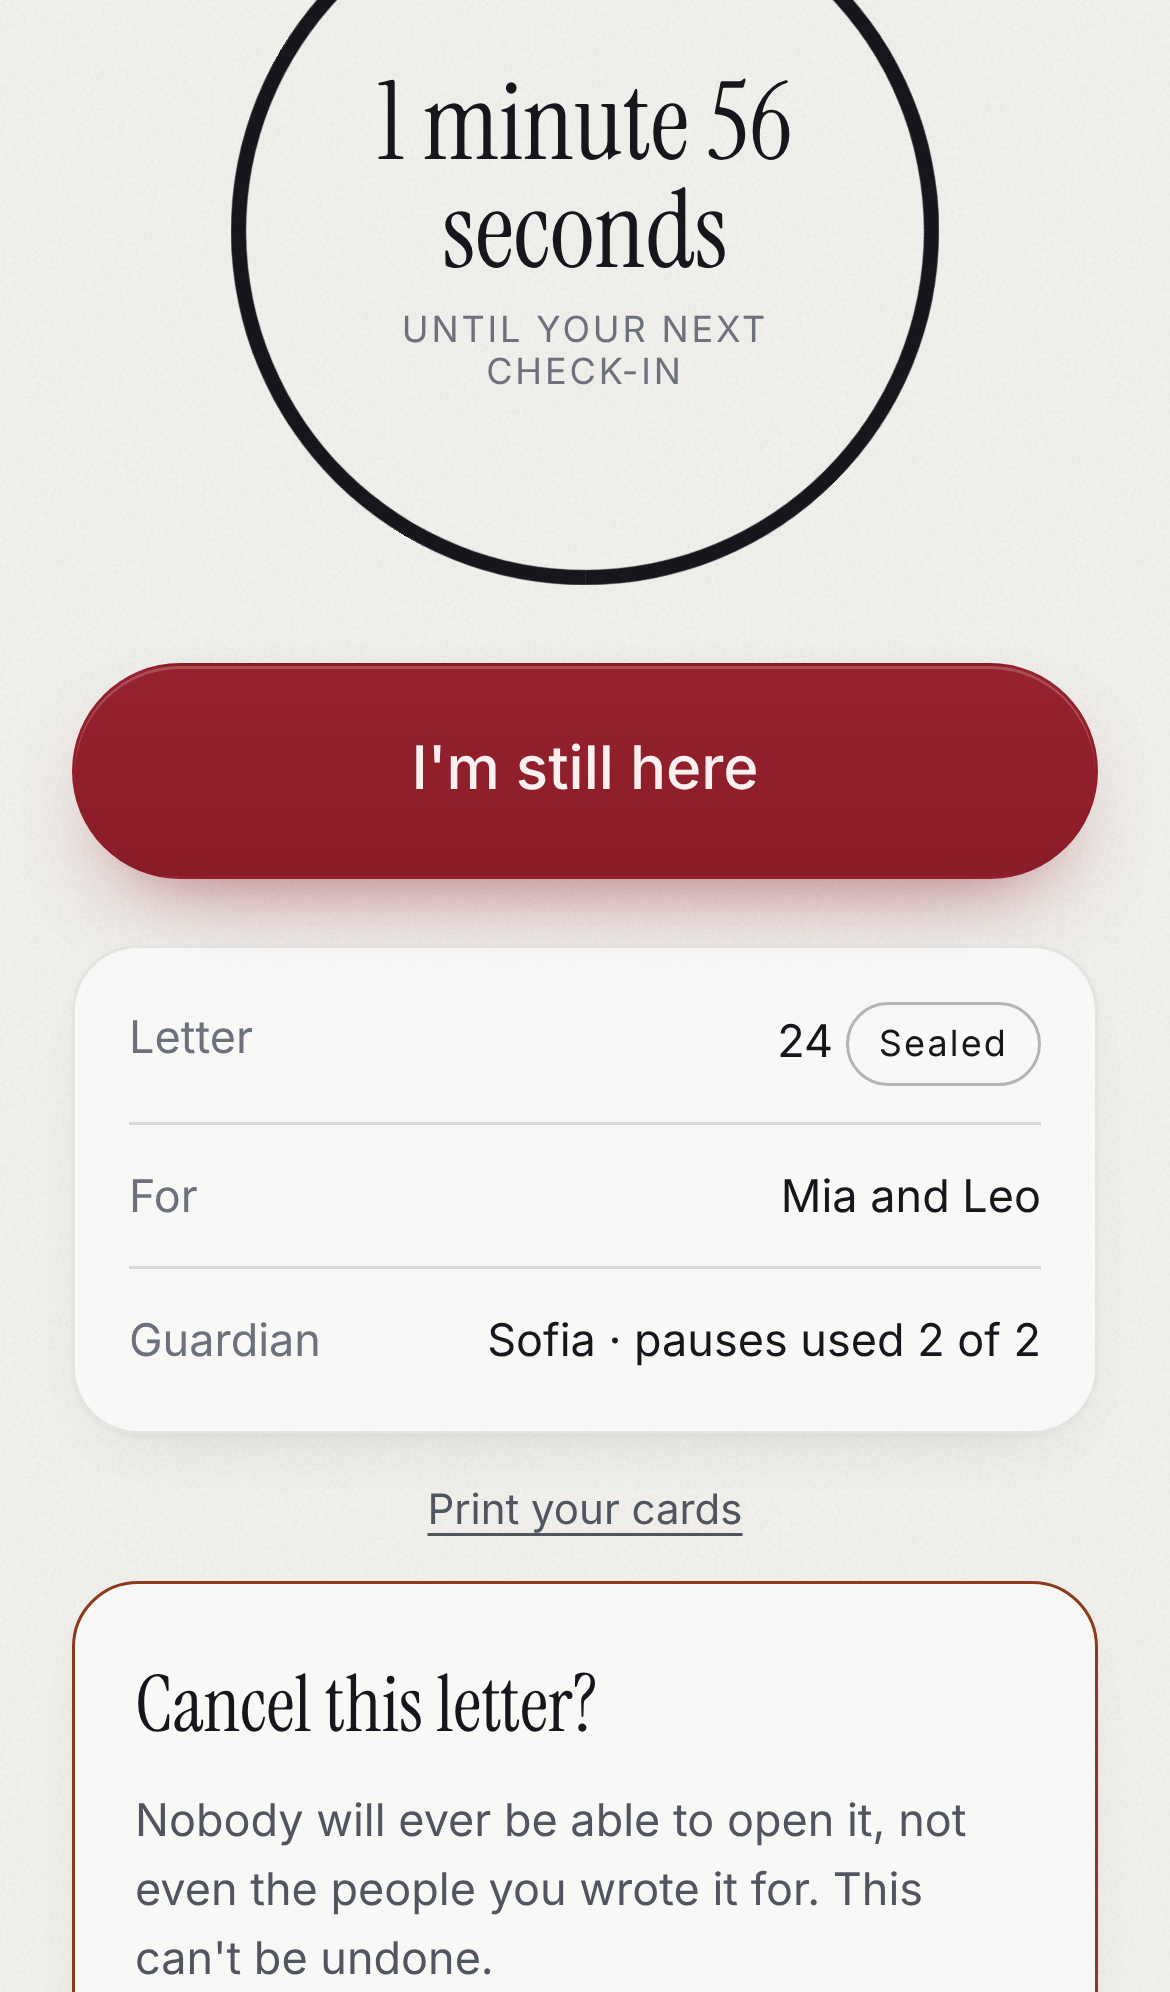 1 minute 56
seconds
UNTIL YOUR NEXT
CHECK-IN
I'm still here
Letter 24 Sealed
For Mia and Leo
Guardian Sofia · pauses used 2 of 2
Print your cards
Cancel this letter?
Nobody will ever be able to open it, not
even the people you wrote it for. This
can't be undone.